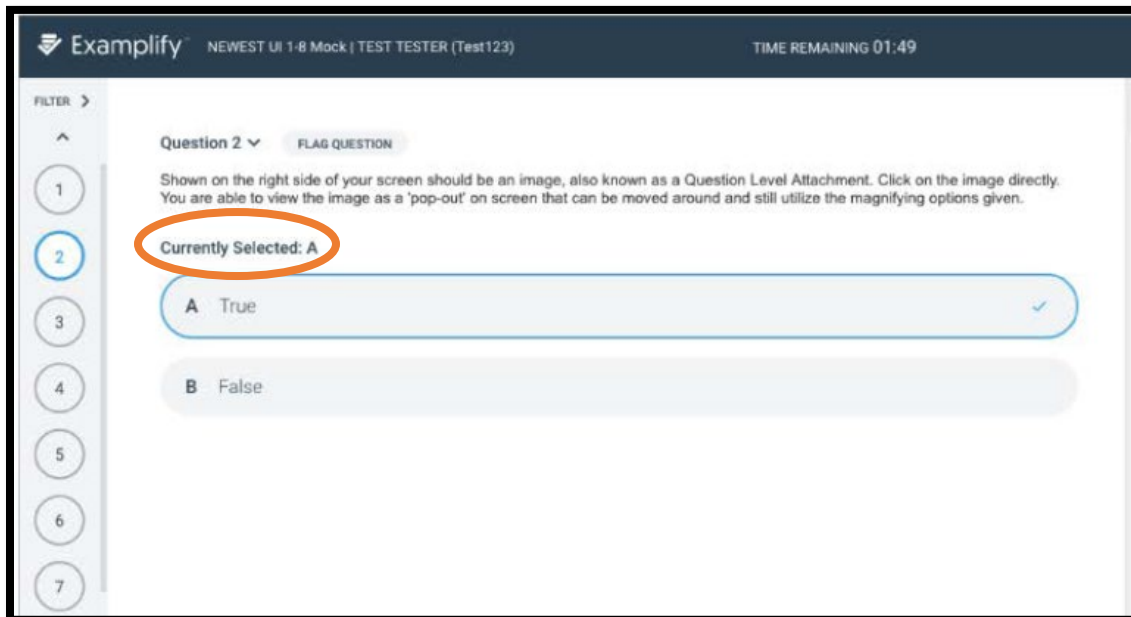 Examplify NEWEST UI 1-8 Mock | TEST TESTER (Test123) TIME REMAINING 01:49
FILTER
Question 2 FLAG QUESTION
Shown on the right side of your screen should be an image, also known as a Question Level Attachment. Click on the image directly.
You are able to view the image as a 'pop-out' on screen that can be moved around and still utilize the magnifying options given.
Currently Selected: A
A True
B False
1
2
3
4
5
6
7